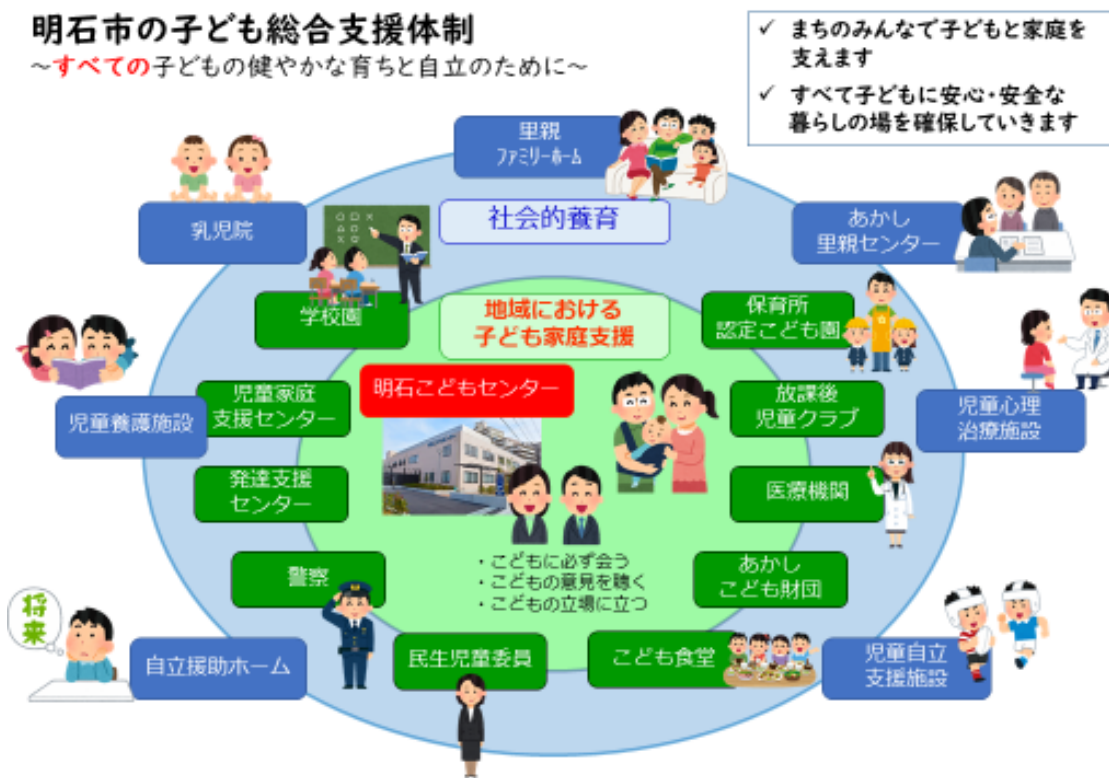 明石市の子ども総合支援体制
～すべての子どもの健やかな育ちと自立のために～
✓ まちのみんなで子どもと家庭を
支えます
✓ すべて子どもに安心・安全な
暮らしの場を確保していきます
里親
ファミリーホーム
乳児院
社会的養育
あかし
里親センター
学校園
地域における
子ども家庭支援
保育所
認定こども園
明石こどもセンター
児童養護施設
児童家庭
支援センター
放課後
児童クラブ
児童心理
治療施設
発達支援
センター
医療機関
警察
・こどもに必ず会う
・こどもの意見を聴く
・こどもの立場に立つ
あかし
こども財団
将来
自立援助ホーム
民生児童委員
こども食堂
児童自立
支援施設